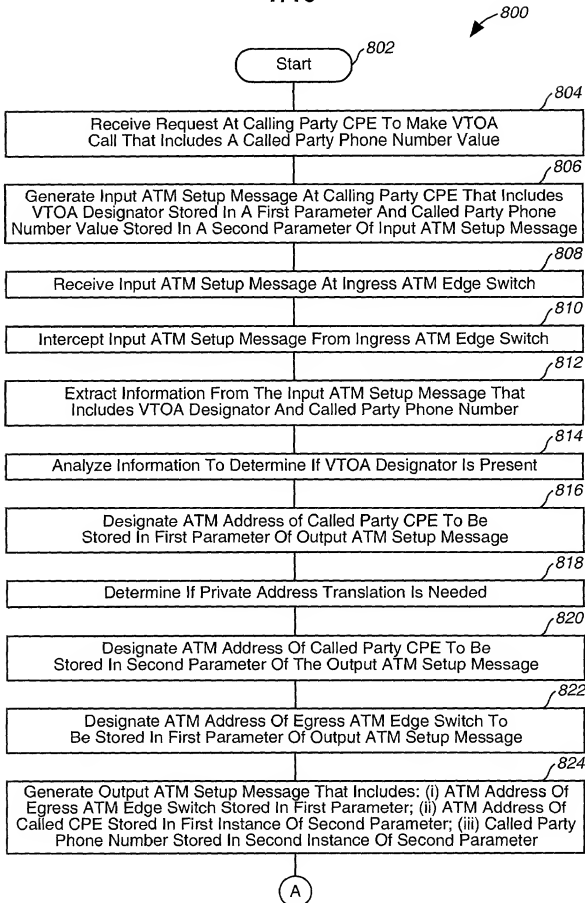 800
802
Start
804
Receive Request At Calling Party CPE To Make VTOA
Call That Includes A Called Party Phone Number Value
806
Generate Input ATM Setup Message At Calling Party CPE That Includes
VTOA Designator Stored In A First Parameter And Called Party Phone
Number Value Stored In A Second Parameter Of Input ATM Setup Message
808
Receive Input ATM Setup Message At Ingress ATM Edge Switch
810
Intercept Input ATM Setup Message From Ingress ATM Edge Switch
812
Extract Information From The Input ATM Setup Message That
Includes VTOA Designator And Called Party Phone Number
814
Analyze Information To Determine If VTOA Designator Is Present
816
Designate ATM Address of Called Party CPE To Be
Stored In First Parameter Of Output ATM Setup Message
818
Determine If Private Address Translation Is Needed
820
Designate ATM Address Of Called Party CPE To Be
Stored In Second Parameter Of The Output ATM Setup Message
822
Designate ATM Address Of Egress ATM Edge Switch To
Be Stored In First Parameter Of Output ATM Setup Message
824
Generate Output ATM Setup Message That Includes: (i) ATM Address Of
Egress ATM Edge Switch Stored In First Parameter; (ii) ATM Address Of
Called CPE Stored In First Instance Of Second Parameter; (iii) Called Party
Phone Number Stored In Second Instance Of Second Parameter
A